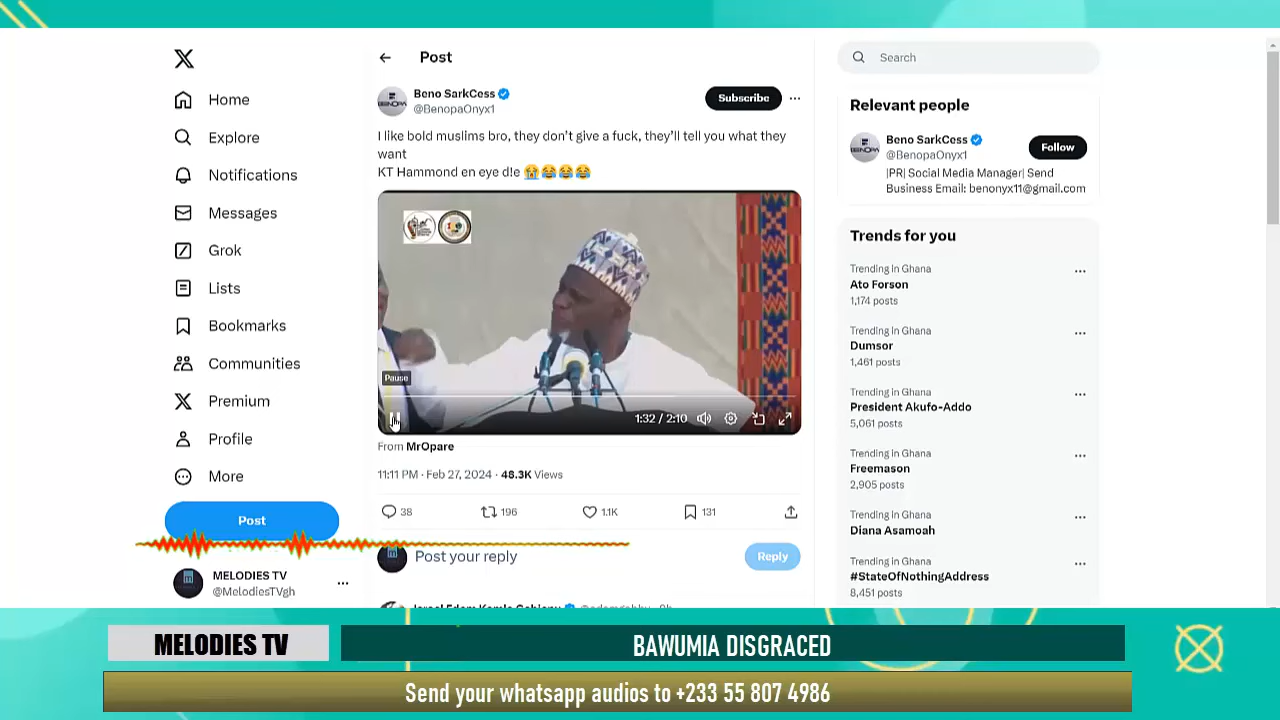 Post
Search
Home
Explore
Notifications
Messages
Grok
Lists
Bookmarks
Communities
Premium
Profile
More
Post
MELODIES TV
@MelodiesTVgh
Beno SarkCess
@BenopaOnyx1
Subscribe
I like bold muslims bro, they don't give a fuck, they'll tell you what they
want
KT Hammond en eye d!e 😭😂😂😂
Pause
1:32 / 2:10
From MrOpare
11:11 PM · Feb 27, 2024 · 48.3K Views
38
196
1.1K
131
Post your reply
Reply
Relevant people
Beno SarkCess
@BenopaOnyx1
Follow
|PR| Social Media Manager| Send
Business Email: benonyx11@gmail.com
Trends for you
Trending in Ghana
Ato Forson
1,174 posts
Trending in Ghana
Dumsor
1,461 posts
Trending in Ghana
President Akufo-Addo
5,061 posts
Trending in Ghana
Freemason
2,905 posts
Trending in Ghana
Diana Asamoah
Trending in Ghana
#StateOfNothingAddress
8,451 posts
MELODIES TV
BAWUMIA DISGRACED
Send your whatsapp audios to +233 55 807 4986